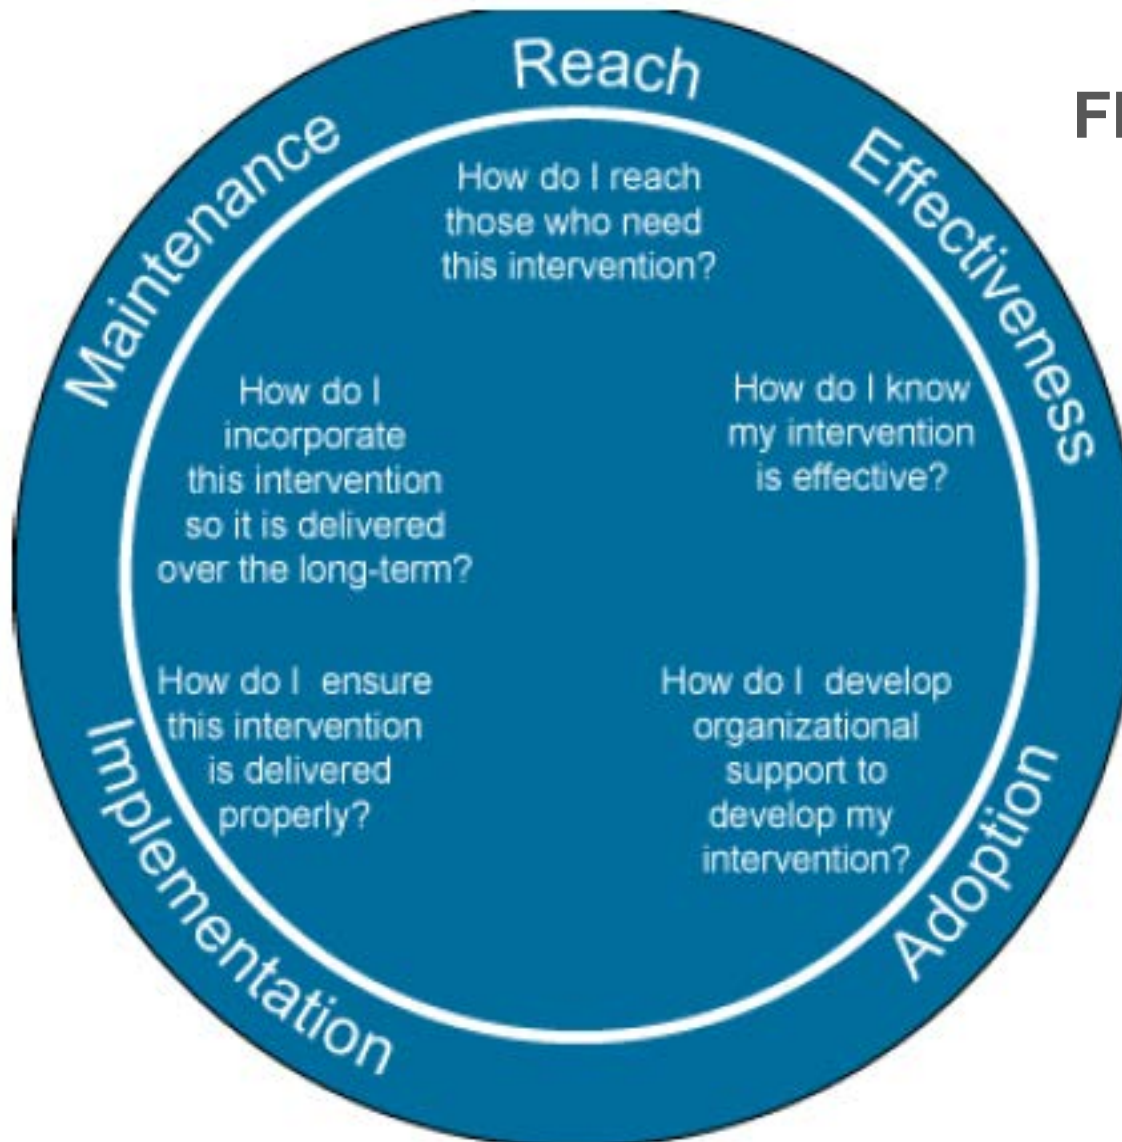 Reach
Effectiveness
Adoption
Implementation
Maintenance
How do I reach
those who need
this intervention?
How do I know
my intervention
is effective?
How do I develop
organizational
support to
develop my
intervention?
How do I ensure
this intervention
is delivered
properly?
How do I
incorporate
this intervention
so it is delivered
over the long-term?